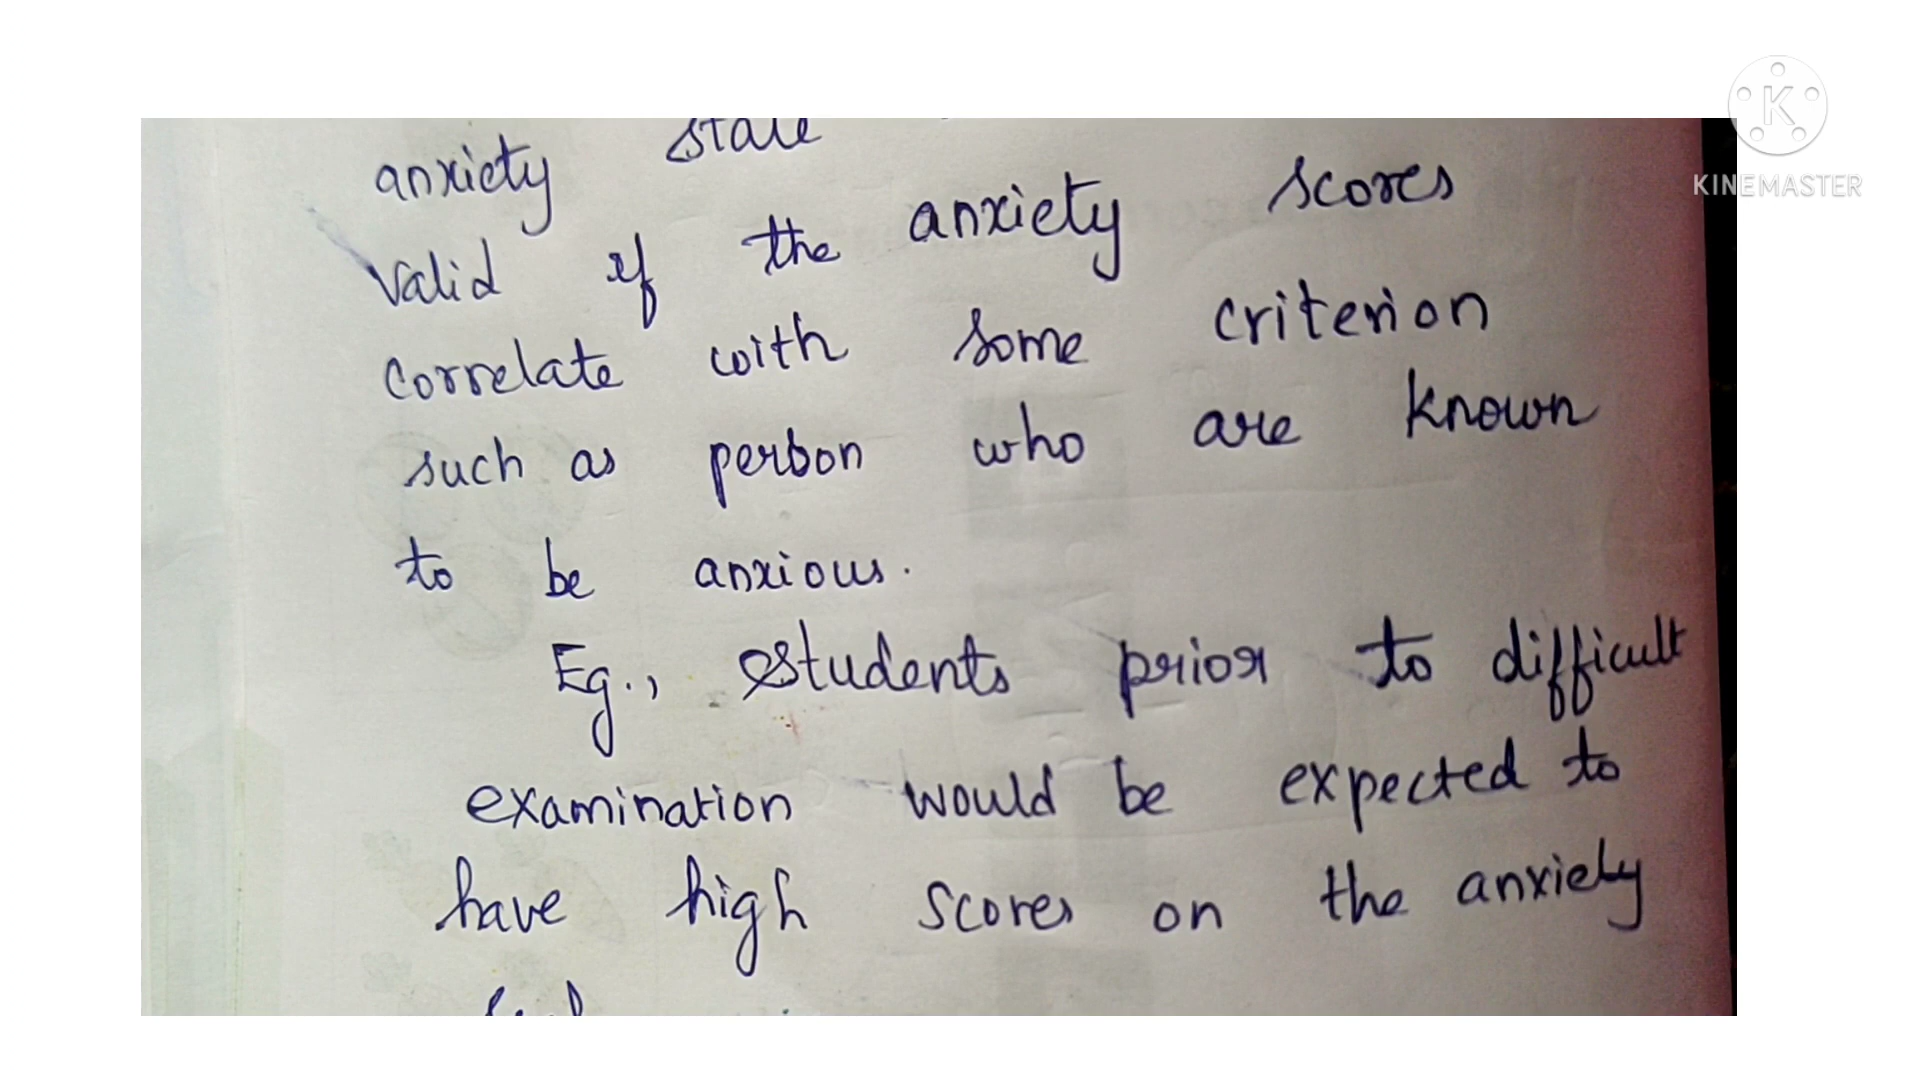 anxiety state
valid if the anxiety scores
correlate with some criterion
such as person who are known
to be anxious.
Eg., students prior to difficult
examination would be expected to
have high scores on the anxiety
K
KINEMASTER